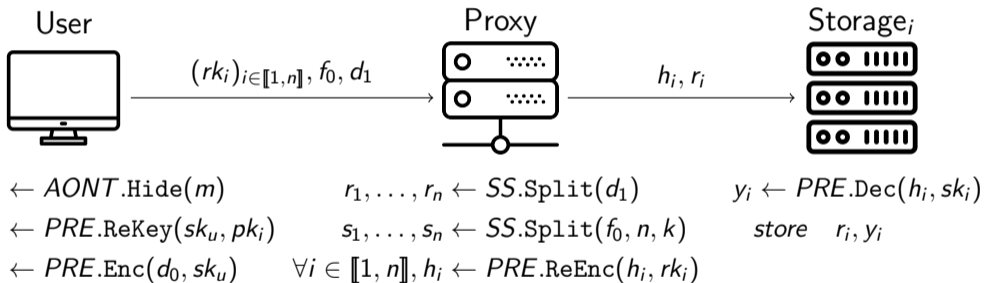 User Proxy Storage_i
(rk_i)_{i∈⟦1,n⟧}, f_0, d_1 h_i, r_i
← AONT.Hide(m) r_1, . . . , r_n ← SS.Split(d_1) y_i ← PRE.Dec(h_i, sk_i)
← PRE.ReKey(sk_u, pk_i) s_1, . . . , s_n ← SS.Split(f_0, n, k) store r_i, y_i
← PRE.Enc(d_0, sk_u) ∀i ∈ ⟦1, n⟧, h_i ← PRE.ReEnc(h_i, rk_i)